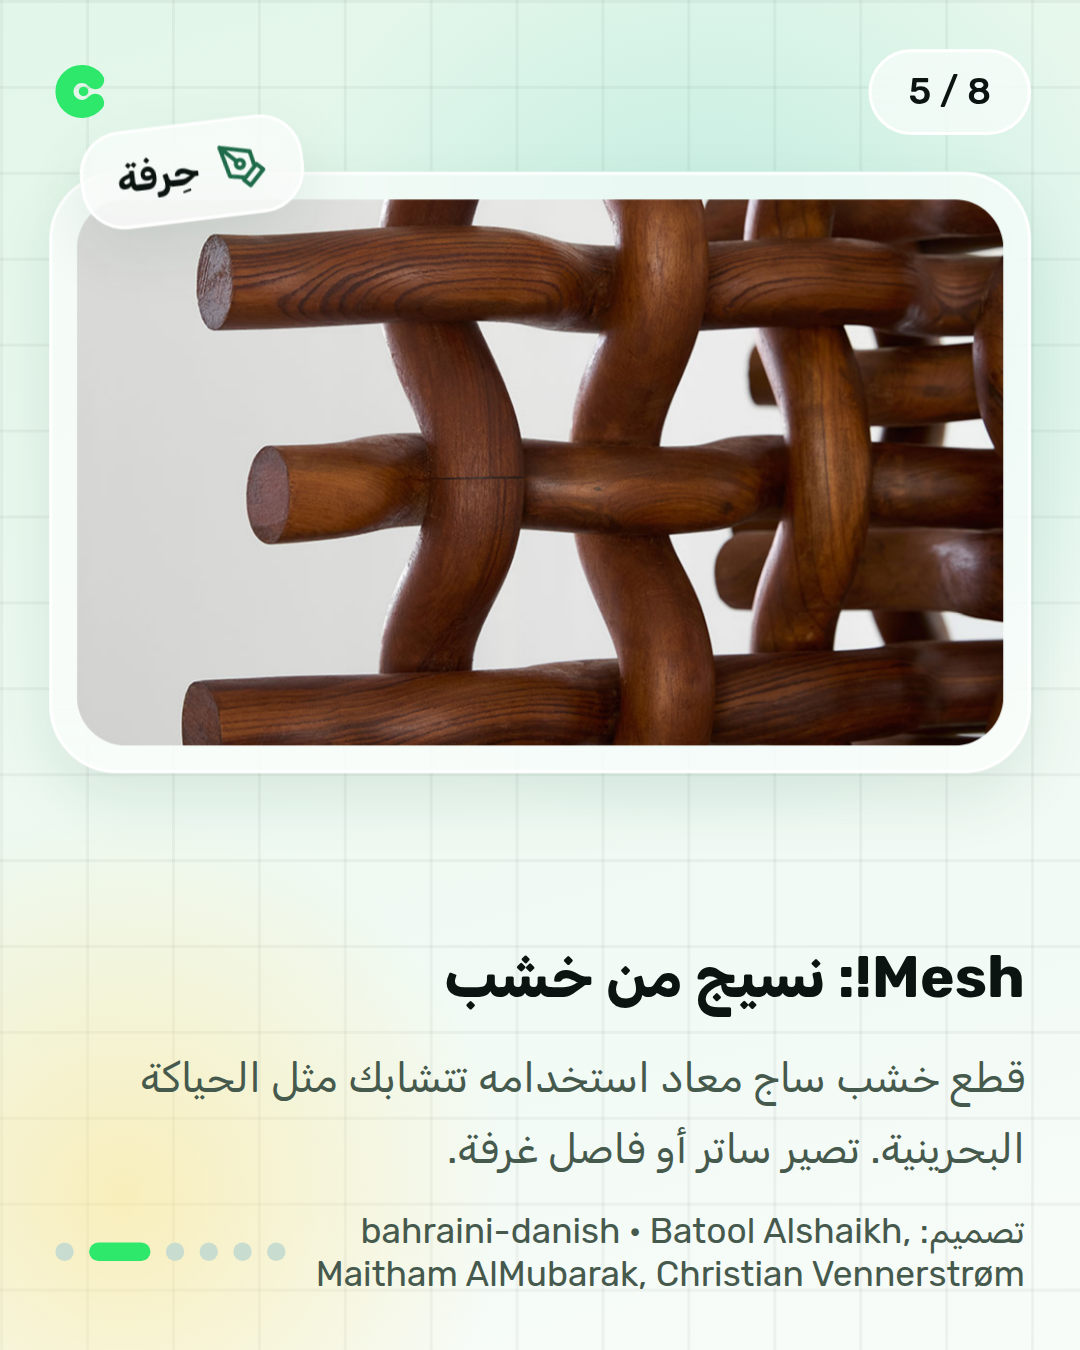 5 / 8
حِرفة
Mesh!!: نسيج من خشب
قطع خشب ساج معاد استخدامه تتشابك مثل الحياكة
البحرينية. تصير ساتر أو فاصل غرفة.
تصميم: bahraini-danish • Batool Alshaikh,
Maitham AlMubarak, Christian Vennerstrøm